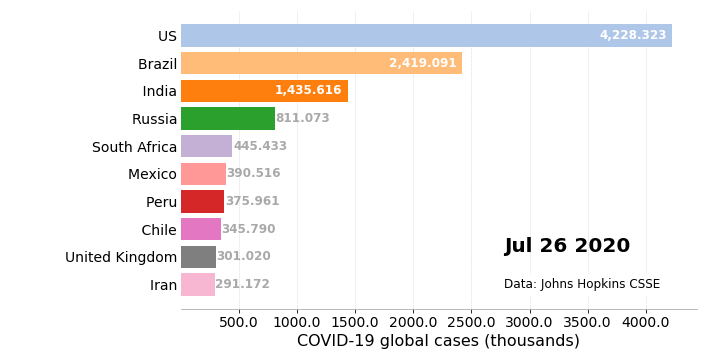 US 4,228.323
Brazil 2,419.091
India 1,435.616
Russia 811.073
South Africa 445.433
Mexico 390.516
Peru 375.961
Chile 345.790
United Kingdom 301.020
Iran 291.172
Jul 26 2020
Data: Johns Hopkins CSSE
500.0 1000.0 1500.0 2000.0 2500.0 3000.0 3500.0 4000.0
COVID-19 global cases (thousands)